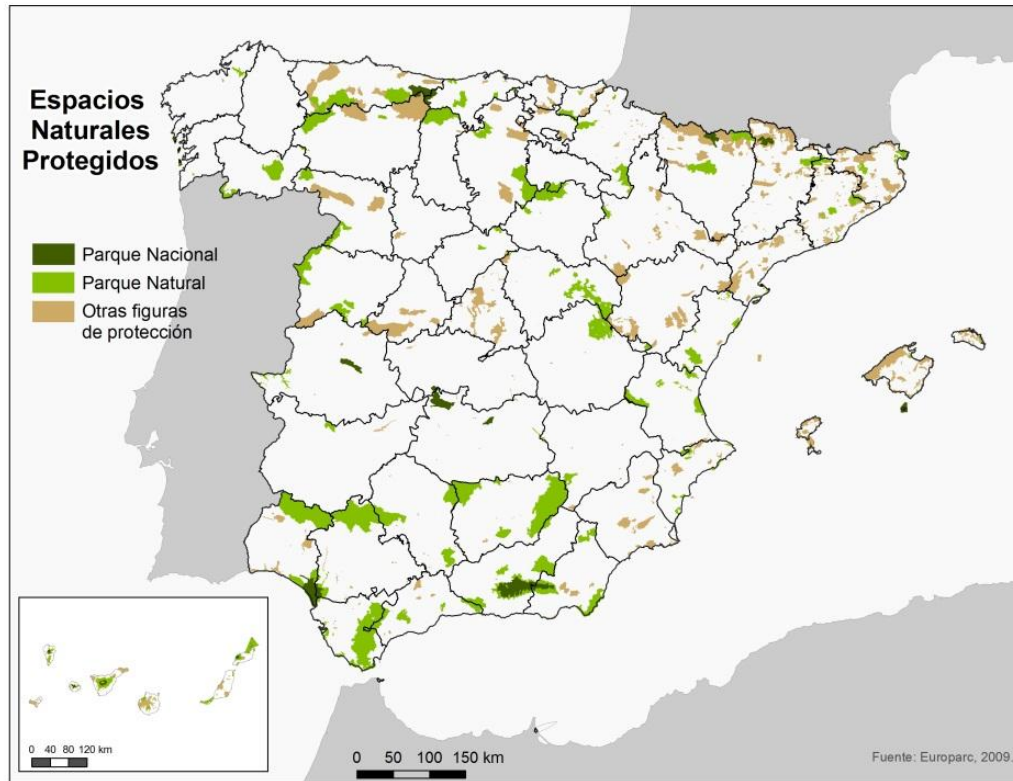 Espacios
Naturales
Protegidos
Parque Nacional
Parque Natural
Otras figuras
de protección
0 40 80 120 km
0 50 100 150 km
Fuente: Europarc, 2009.